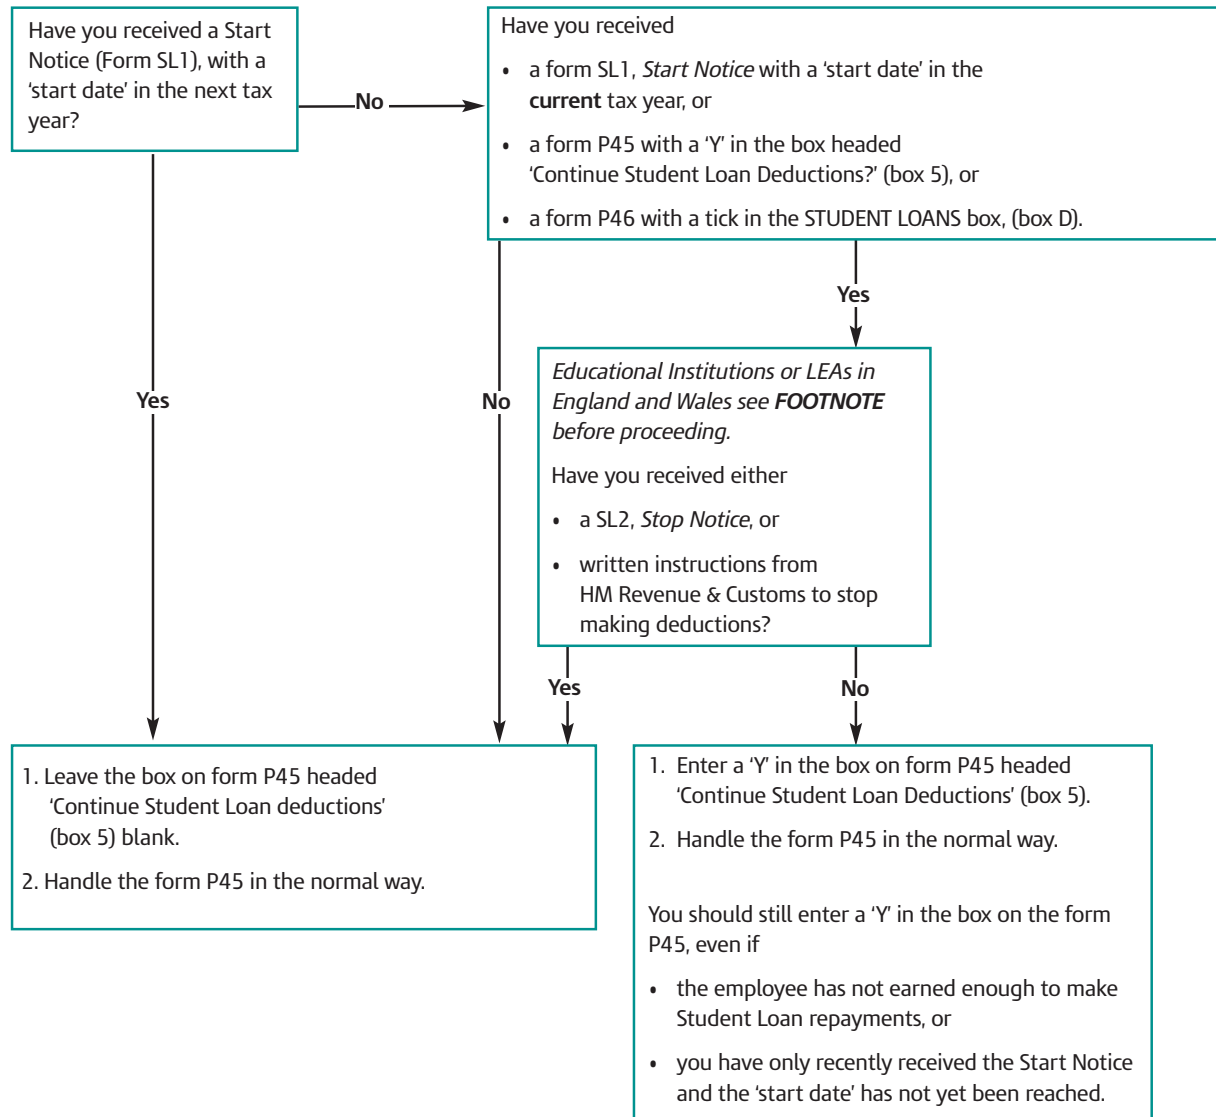 Have you received a Start
Notice (Form SL1), with a
‘start date’ in the next tax
year?
No
Have you received
• a form SL1, Start Notice with a ‘start date’ in the
current tax year, or
• a form P45 with a ‘Y’ in the box headed
‘Continue Student Loan Deductions?’ (box 5), or
• a form P46 with a tick in the STUDENT LOANS box, (box D).
Yes
Yes
No
Educational Institutions or LEAs in
England and Wales see FOOTNOTE
before proceeding.
Have you received either
• a SL2, Stop Notice, or
• written instructions from
HM Revenue & Customs to stop
making deductions?
Yes
No
1. Leave the box on form P45 headed
‘Continue Student Loan deductions’
(box 5) blank.
2. Handle the form P45 in the normal way.
1. Enter a ‘Y’ in the box on form P45 headed
‘Continue Student Loan Deductions’ (box 5).
2. Handle the form P45 in the normal way.
You should still enter a ‘Y’ in the box on the form
P45, even if
• the employee has not earned enough to make
Student Loan repayments, or
• you have only recently received the Start Notice
and the ‘start date’ has not yet been reached.